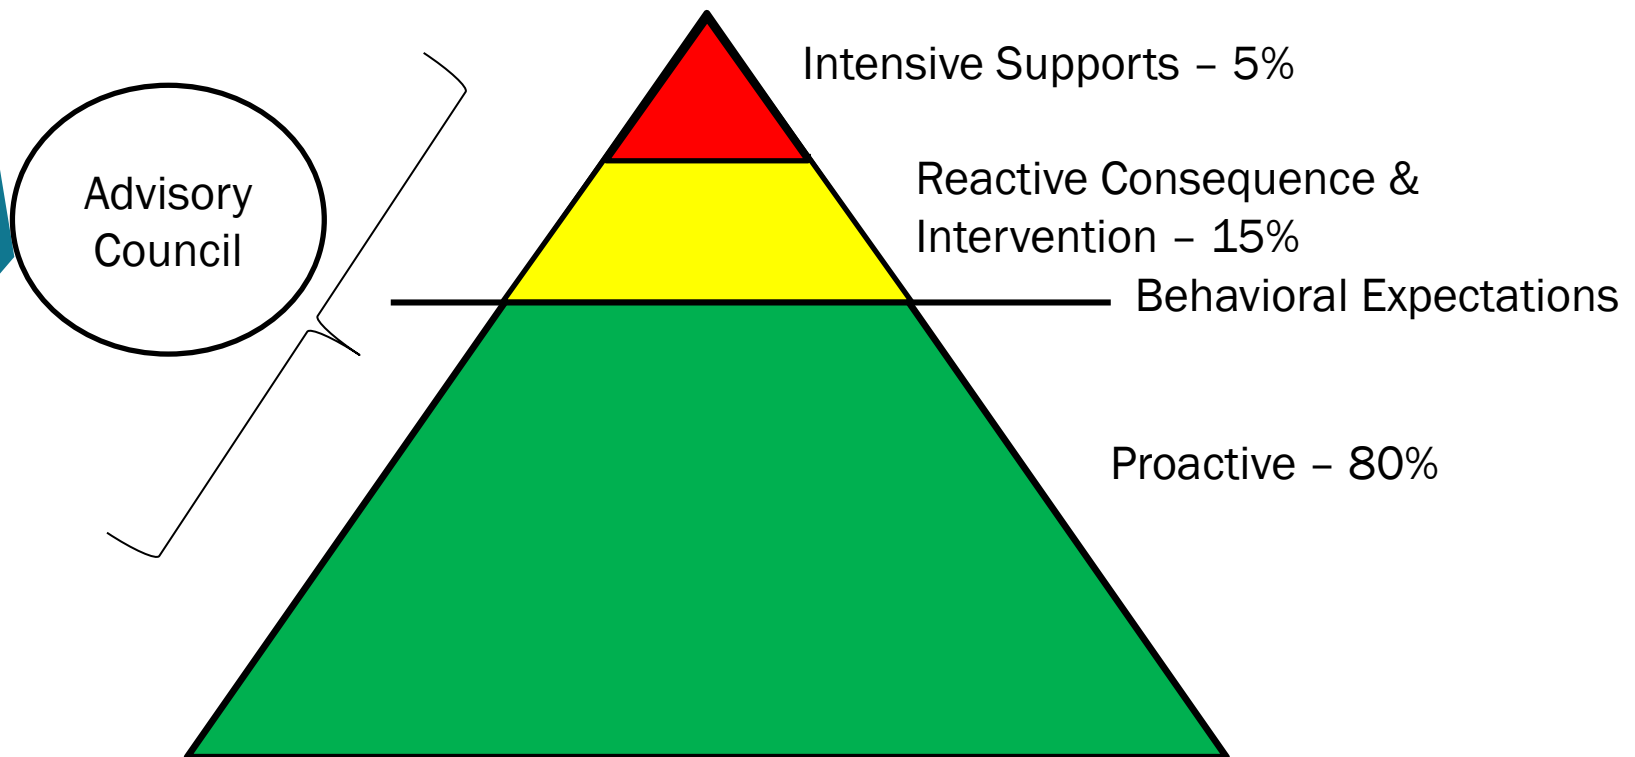 Intensive Supports – 5%
Advisory
Council
Reactive Consequence &
Intervention – 15%
Behavioral Expectations
Proactive – 80%